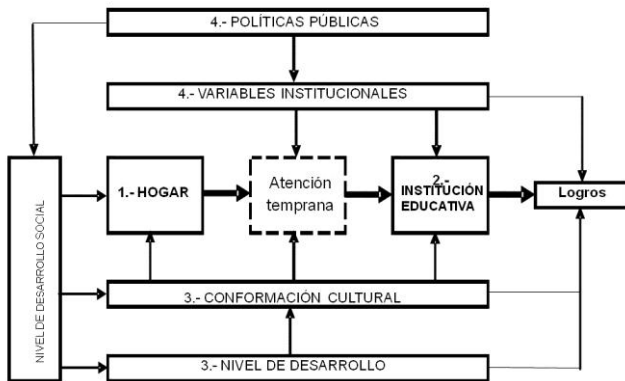 4.- POLÍTICAS PÚBLICAS
4.- VARIABLES INSTITUCIONALES
NIVEL DE DESARROLLO SOCIAL
1.- HOGAR
Atención
temprana
2.-
INSTITUCIÓN
EDUCATIVA
Logros
3.- CONFORMACIÓN CULTURAL
3.- NIVEL DE DESARROLLO